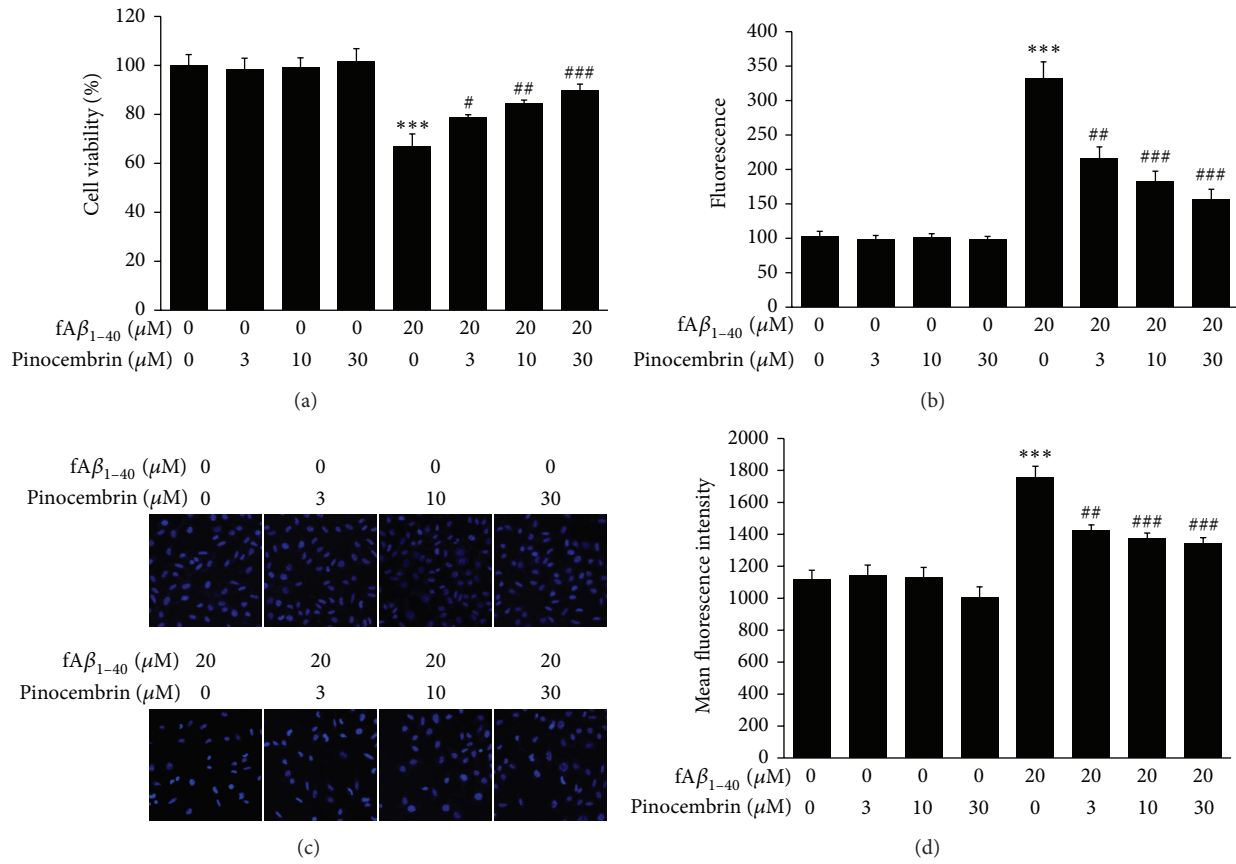 120
100
80
60
40
20
0
Cell viability (%)
***
#
##
###
fAβ1–40 (μM) 0 0 0 0 20 20 20 20
Pinocembrin (μM) 0 3 10 30 0 3 10 30
(a)
400
350
300
250
200
150
100
50
0
Fluorescence
***
##
###
###
fAβ1–40 (μM) 0 0 0 0 20 20 20 20
Pinocembrin (μM) 0 3 10 30 0 3 10 30
(b)
fAβ1–40 (μM) 0 0 0 0
Pinocembrin (μM) 0 3 10 30
fAβ1–40 (μM) 20 20 20 20
Pinocembrin (μM) 0 3 10 30
(c)
2000
1800
1600
1400
1200
1000
800
600
400
200
0
Mean fluorescence intensity
***
##
###
###
fAβ1–40 (μM) 0 0 0 0 20 20 20 20
Pinocembrin (μM) 0 3 10 30 0 3 10 30
(d)